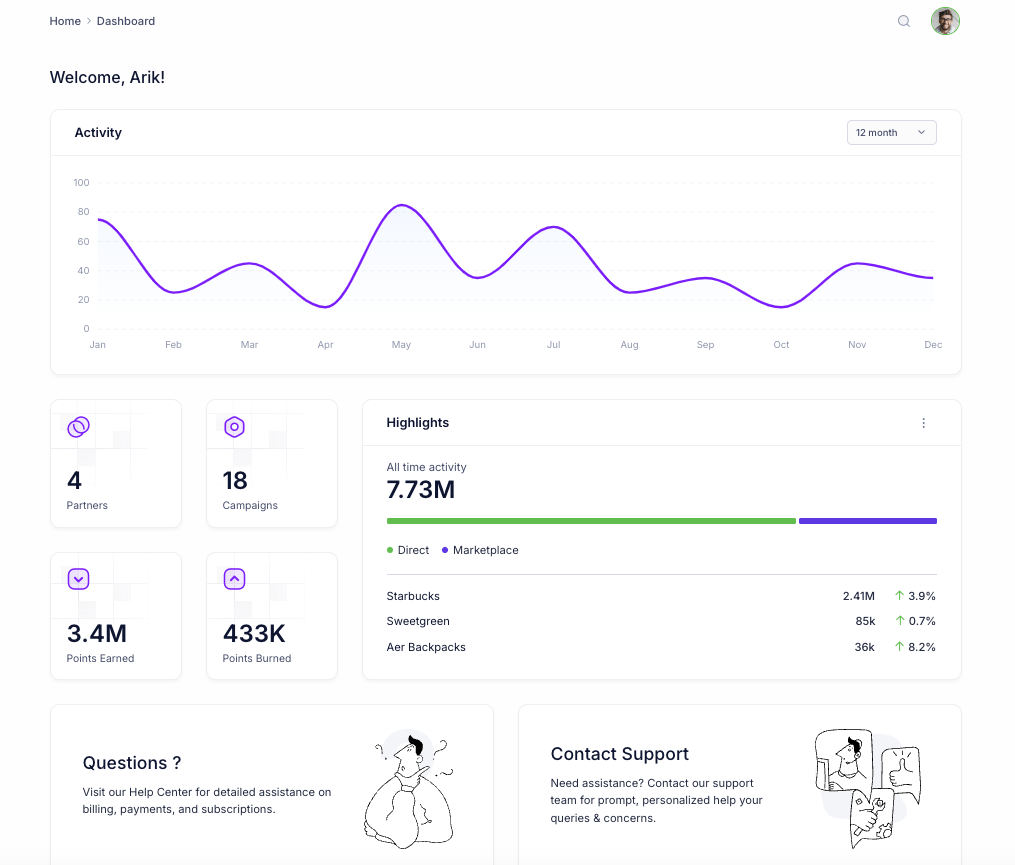 Home > Dashboard
Welcome, Arik!
Activity
12 month
100
80
60
40
20
0
Jan Feb Mar Apr May Jun Jul Aug Sep Oct Nov Dec
4
Partners
18
Campaigns
3.4M
Points Earned
433K
Points Burned
Highlights
All time activity
7.73M
Direct Marketplace
Starbucks 2.41M ↑ 3.9%
Sweetgreen 85k ↑ 0.7%
Aer Backpacks 36k ↑ 8.2%
Questions ?
Visit our Help Center for detailed assistance on
billing, payments, and subscriptions.
Contact Support
Need assistance? Contact our support
team for prompt, personalized help your
queries & concerns.